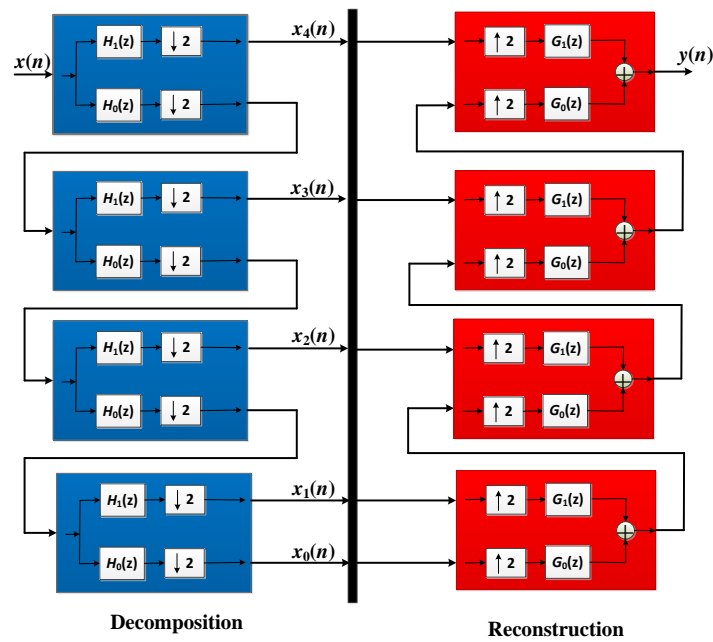 x(n)
H₁(z) ↓ 2
H₀(z) ↓ 2
x₄(n)
↑ 2 G₁(z)
↑ 2 G₀(z)
+
y(n)
H₁(z) ↓ 2
H₀(z) ↓ 2
x₃(n)
↑ 2 G₁(z)
↑ 2 G₀(z)
+
H₁(z) ↓ 2
H₀(z) ↓ 2
x₂(n)
↑ 2 G₁(z)
↑ 2 G₀(z)
+
H₁(z) ↓ 2
H₀(z) ↓ 2
x₁(n)
x₀(n)
↑ 2 G₁(z)
↑ 2 G₀(z)
+
Decomposition
Reconstruction